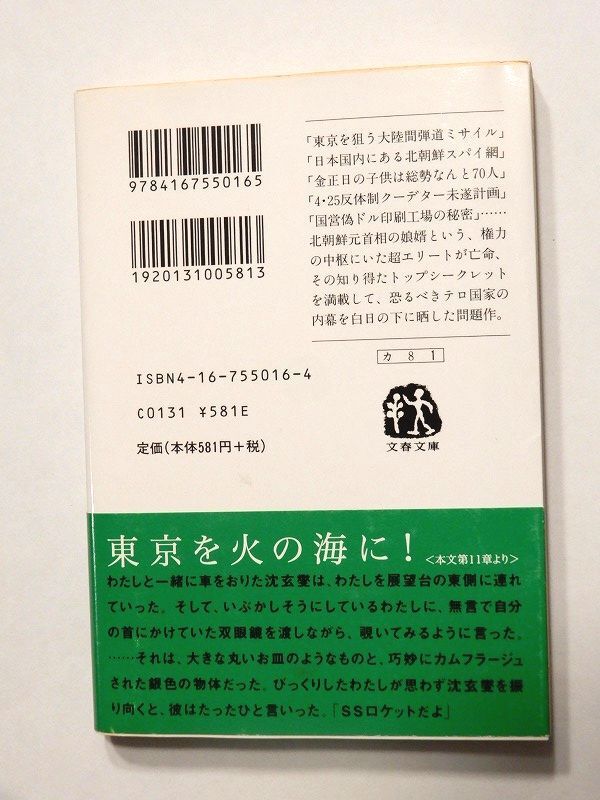 9784167550165
1920131005813
「東京を狙う大陸間弾道ミサイル」
「日本国内にある北朝鮮スパイ網」
「金正日の子供は総勢なんと70人」
「4・25反体制クーデター未遂計画」
「国営偽ドル印刷工場の秘密」……
北朝鮮元首相の娘婿という、権力
の中枢にいた超エリートが亡命、
その知り得たトップシークレット
を満載して、恐るべきテロ国家の
内幕を白日の下に晒した問題作。
カ 8 1
文春文庫
ISBN4-16-755016-4
C0131 ¥581E
定価(本体581円+税)
東京を火の海に!
<本文第11章より>
わたしと一緒に車をおりた沈玄燮は、わたしを展望台の東側に連れ
ていった。そして、いぶかしそうにしているわたしに、無言で自分
の首にかけていた双眼鏡を渡しながら、覗いてみるように言った。
……それは、大きな丸いお皿のようなものと、巧妙にカムフラージュ
された銀色の物体だった。びっくりしたわたしが思わず沈玄燮を振
り向くと、彼はたったひと言いった。「SSロケットだよ」